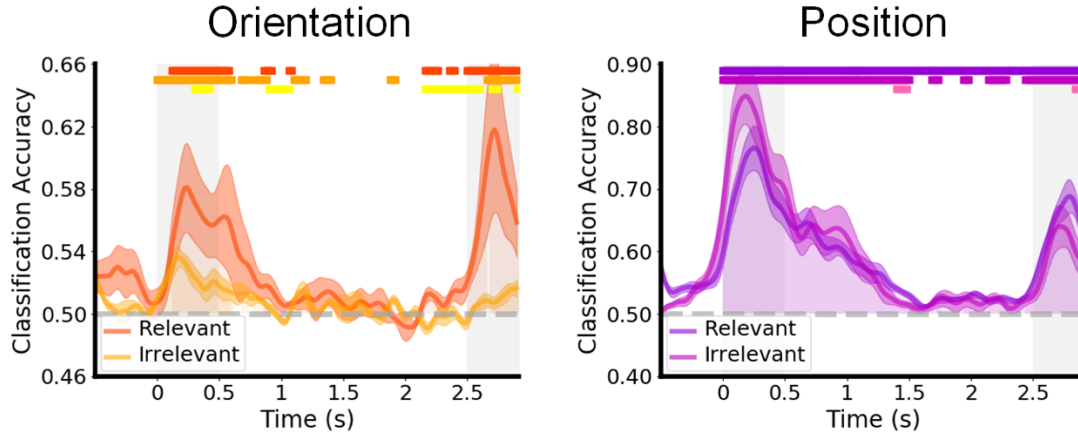 Orientation
Classification Accuracy
0.66
0.62
0.58
0.54
0.50
0.46
Relevant
Irrelevant
0
0.5
1
1.5
2
2.5
Time (s)
Position
Classification Accuracy
0.90
0.80
0.70
0.60
0.50
0.40
Relevant
Irrelevant
0
0.5
1
1.5
2
2.5
Time (s)